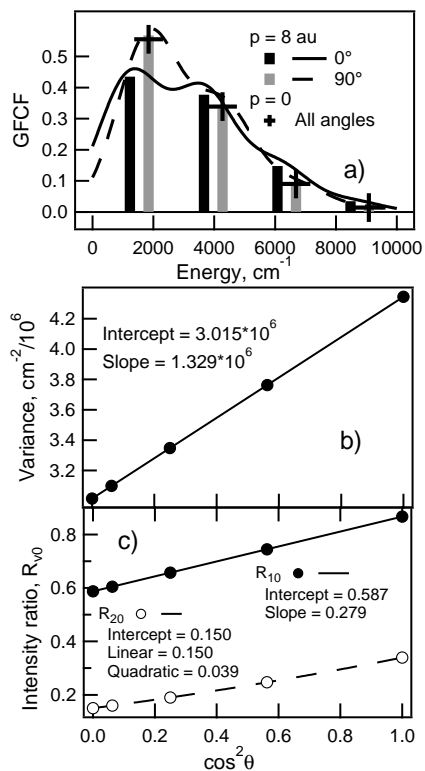 p = 8 au
0°
90°
p = 0
All angles
a)
GFCF
0.5
0.4
0.3
0.2
0.1
0.0
0 2000 4000 6000 8000 10000
Energy, cm⁻¹
b)
Intercept = 3.015*10⁶
Slope = 1.329*10⁶
Variance, cm⁻²/10⁶
4.2
4.0
3.8
3.6
3.4
3.2
3.0
c)
R₁₀
Intercept = 0.587
Slope = 0.279
R₂₀
Intercept = 0.150
Linear = 0.150
Quadratic = 0.039
Intensity ratio, Rᵥ₀
0.8
0.6
0.4
0.2
0.0 0.2 0.4 0.6 0.8 1.0
cos²θ